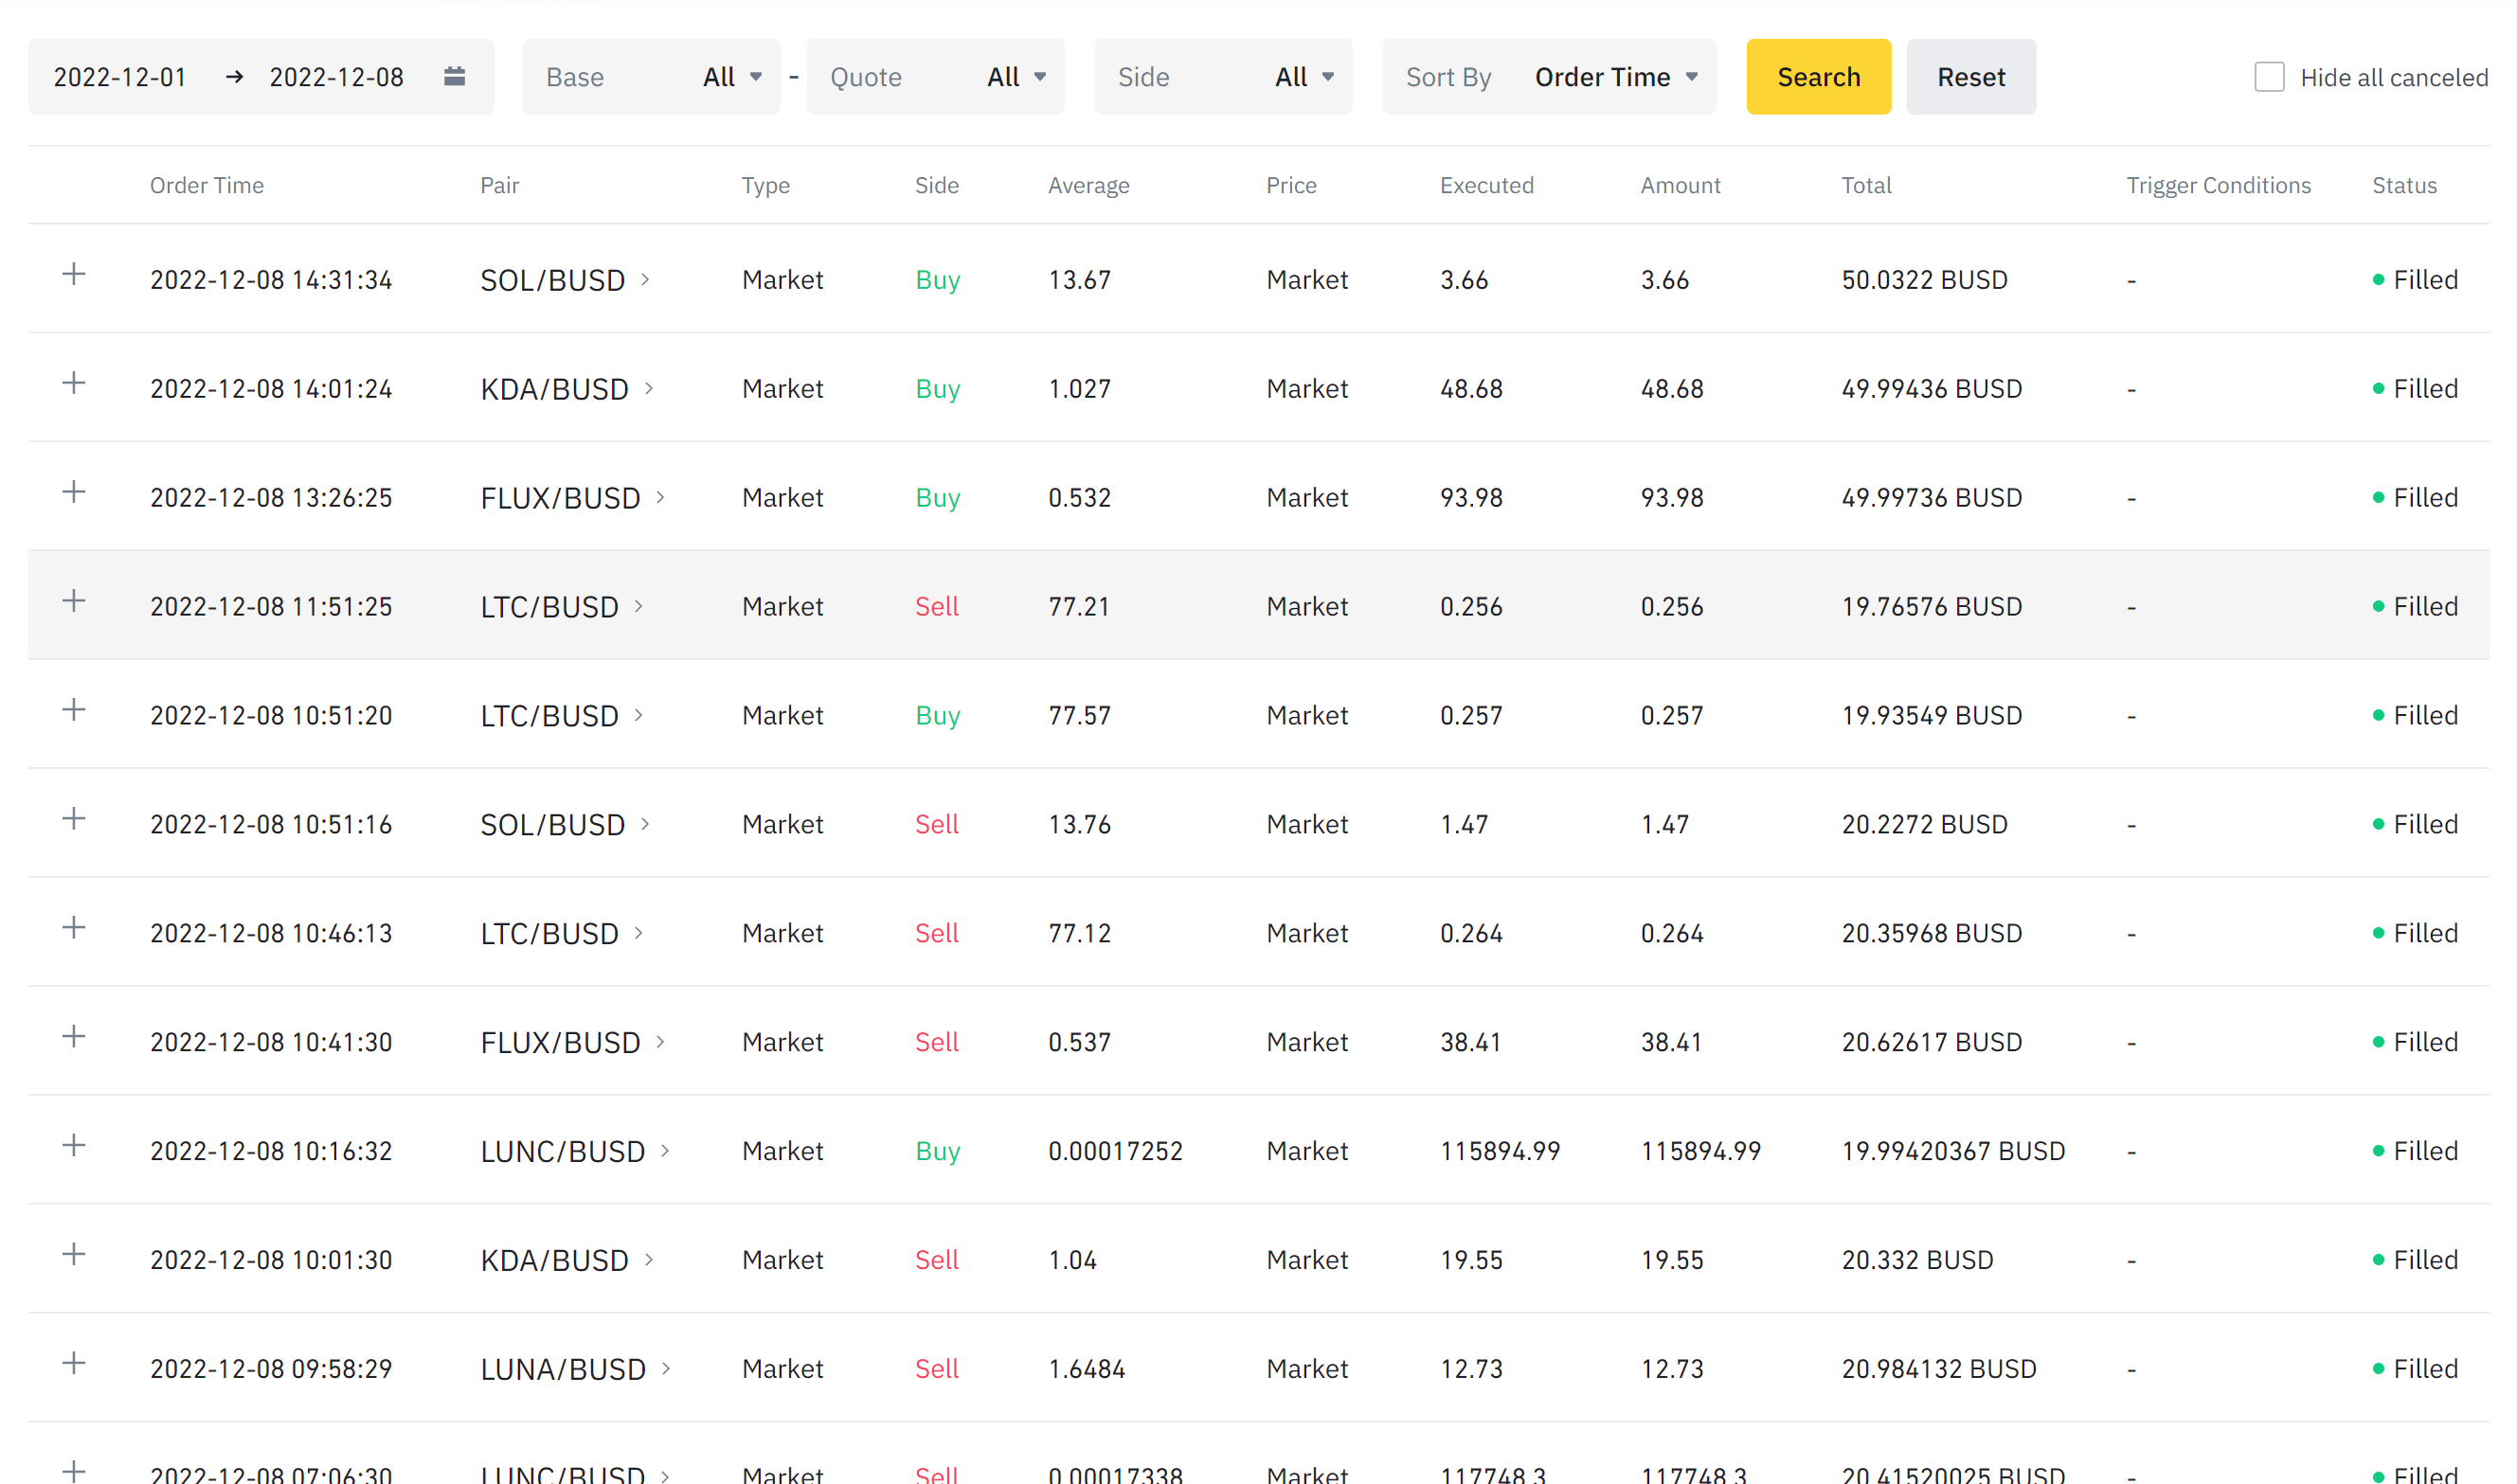 2022-12-01 → 2022-12-08 Base All - Quote All Side All Sort By Order Time Search Reset Hide all canceled
Order Time Pair Type Side Average Price Executed Amount Total Trigger Conditions Status
2022-12-08 14:31:34 SOL/BUSD Market Buy 13.67 Market 3.66 3.66 50.0322 BUSD - Filled
2022-12-08 14:01:24 KDA/BUSD Market Buy 1.027 Market 48.68 48.68 49.99436 BUSD - Filled
2022-12-08 13:26:25 FLUX/BUSD Market Buy 0.532 Market 93.98 93.98 49.99736 BUSD - Filled
2022-12-08 11:51:25 LTC/BUSD Market Sell 77.21 Market 0.256 0.256 19.76576 BUSD - Filled
2022-12-08 10:51:20 LTC/BUSD Market Buy 77.57 Market 0.257 0.257 19.93549 BUSD - Filled
2022-12-08 10:51:16 SOL/BUSD Market Sell 13.76 Market 1.47 1.47 20.2272 BUSD - Filled
2022-12-08 10:46:13 LTC/BUSD Market Sell 77.12 Market 0.264 0.264 20.35968 BUSD - Filled
2022-12-08 10:41:30 FLUX/BUSD Market Sell 0.537 Market 38.41 38.41 20.62617 BUSD - Filled
2022-12-08 10:16:32 LUNC/BUSD Market Buy 0.00017252 Market 115894.99 115894.99 19.99420367 BUSD - Filled
2022-12-08 10:01:30 KDA/BUSD Market Sell 1.04 Market 19.55 19.55 20.332 BUSD - Filled
2022-12-08 09:58:29 LUNA/BUSD Market Sell 1.6484 Market 12.73 12.73 20.984132 BUSD - Filled
2022-12-08 07:06:30 LUNC/BUSD Market Sell 0.00017338 Market 117748.3 117748.3 20.41520025 BUSD - Filled